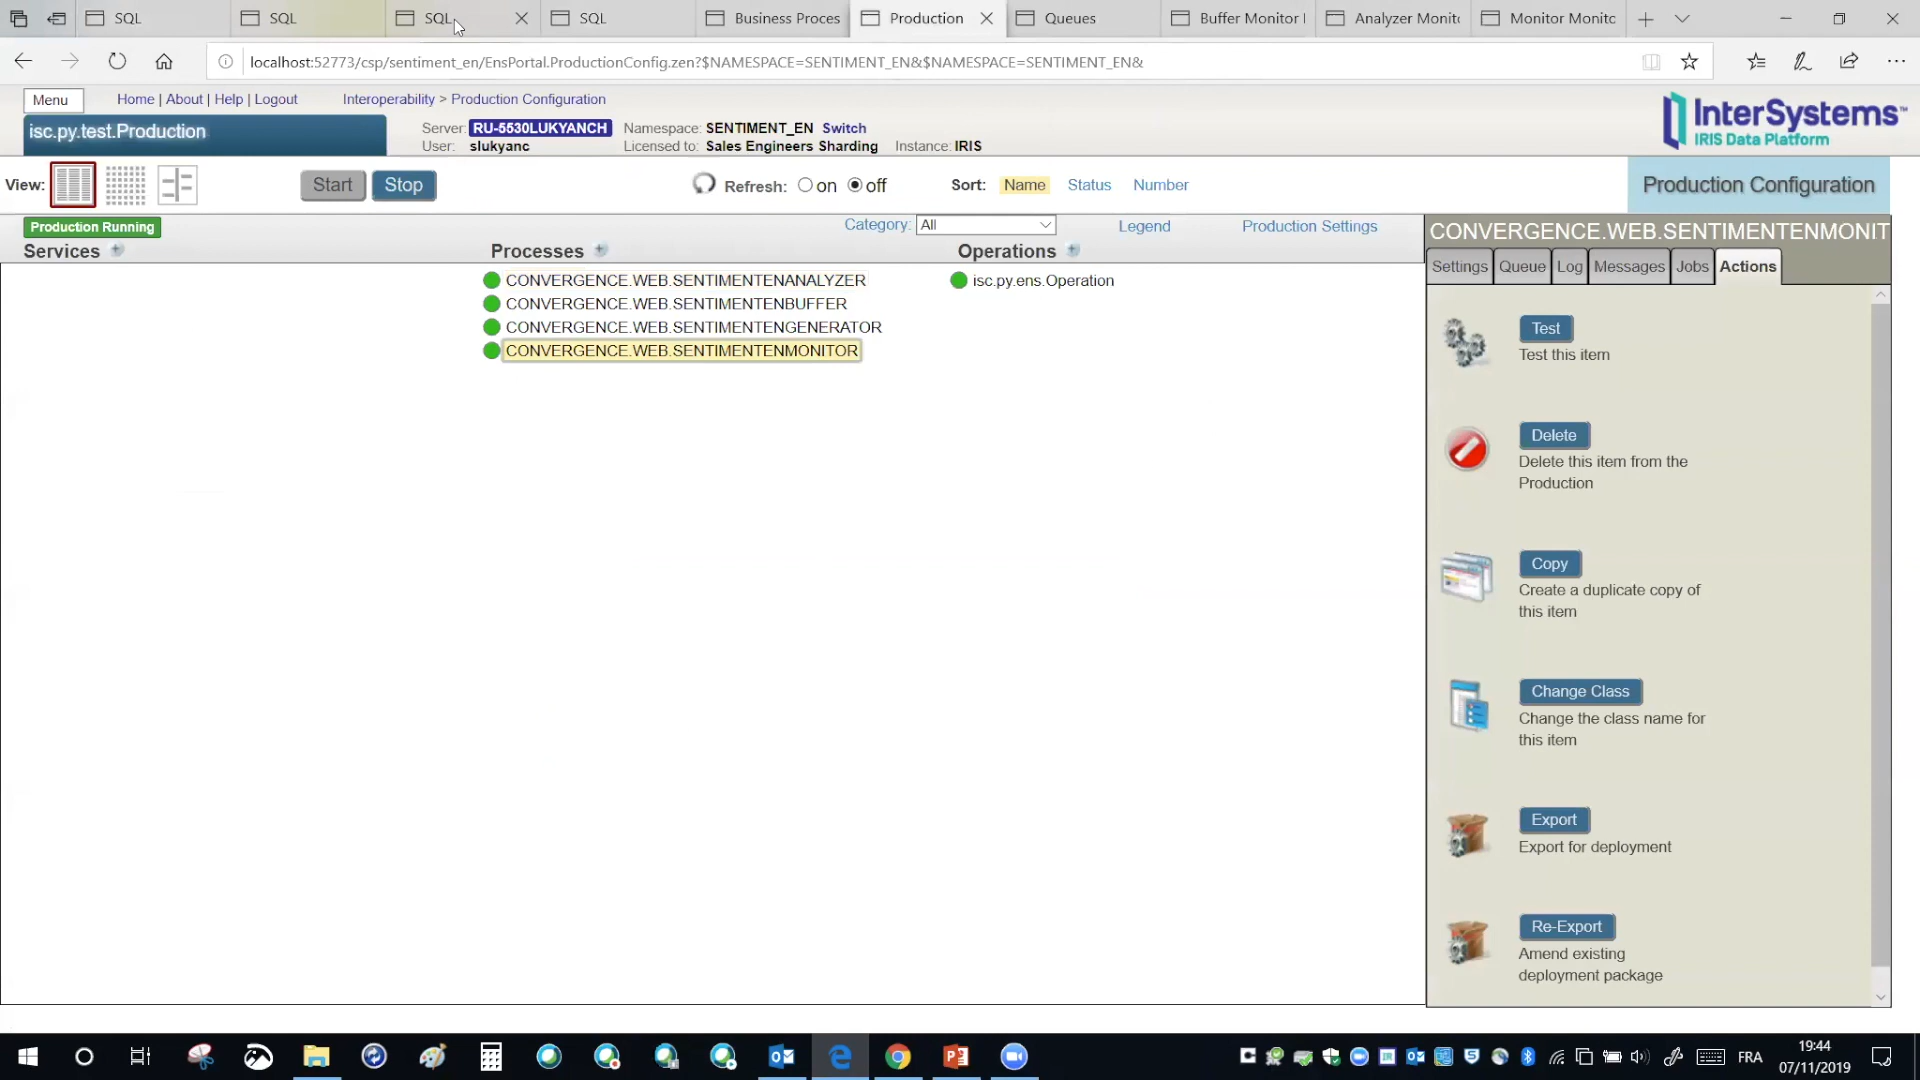 SQL SQL SQL SQL Business Proces Production Queues Buffer Monitor Analyzer Monito Monitor Monito
localhost:52773/csp/sentiment_en/EnsPortal.ProductionConfig.zen?$NAMESPACE=SENTIMENT_EN&$NAMESPACE=SENTIMENT_EN&
Menu Home | About | Help | Logout Interoperability > Production Configuration
isc.py.test.Production
Server: RU-5530LUKYANCH Namespace: SENTIMENT_EN Switch
User: slukyanc Licensed to: Sales Engineers Sharding Instance: IRIS
InterSystems™
IRIS Data Platform
View: Start Stop Refresh: on off Sort: Name Status Number Production Configuration
Production Running Category: All Legend Production Settings
Services Processes Operations
CONVERGENCE.WEB.SENTIMENTENANALYZER isc.py.ens.Operation
CONVERGENCE.WEB.SENTIMENTENBUFFER
CONVERGENCE.WEB.SENTIMENTENGENERATOR
CONVERGENCE.WEB.SENTIMENTENMONITOR
CONVERGENCE.WEB.SENTIMENTENMONIT
Settings Queue Log Messages Jobs Actions
Test
Test this item
Delete
Delete this item from the
Production
Copy
Create a duplicate copy of
this item
Change Class
Change the class name for
this item
Export
Export for deployment
Re-Export
Amend existing
deployment package
FRA
19:44
07/11/2019